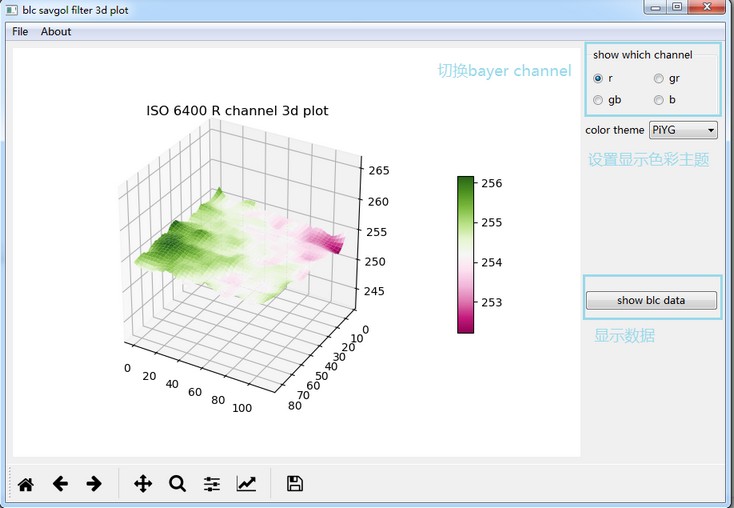 blc savgol filter 3d plot
File About
切换bayer channel
show which channel
r gr
gb b
color theme PiYG
设置显示色彩主题
ISO 6400 R channel 3d plot
265
260
255
250
245
0
10
20
30
40
50
60
70
80
0 20 40 60 80 100
256
255
254
253
show blc data
显示数据